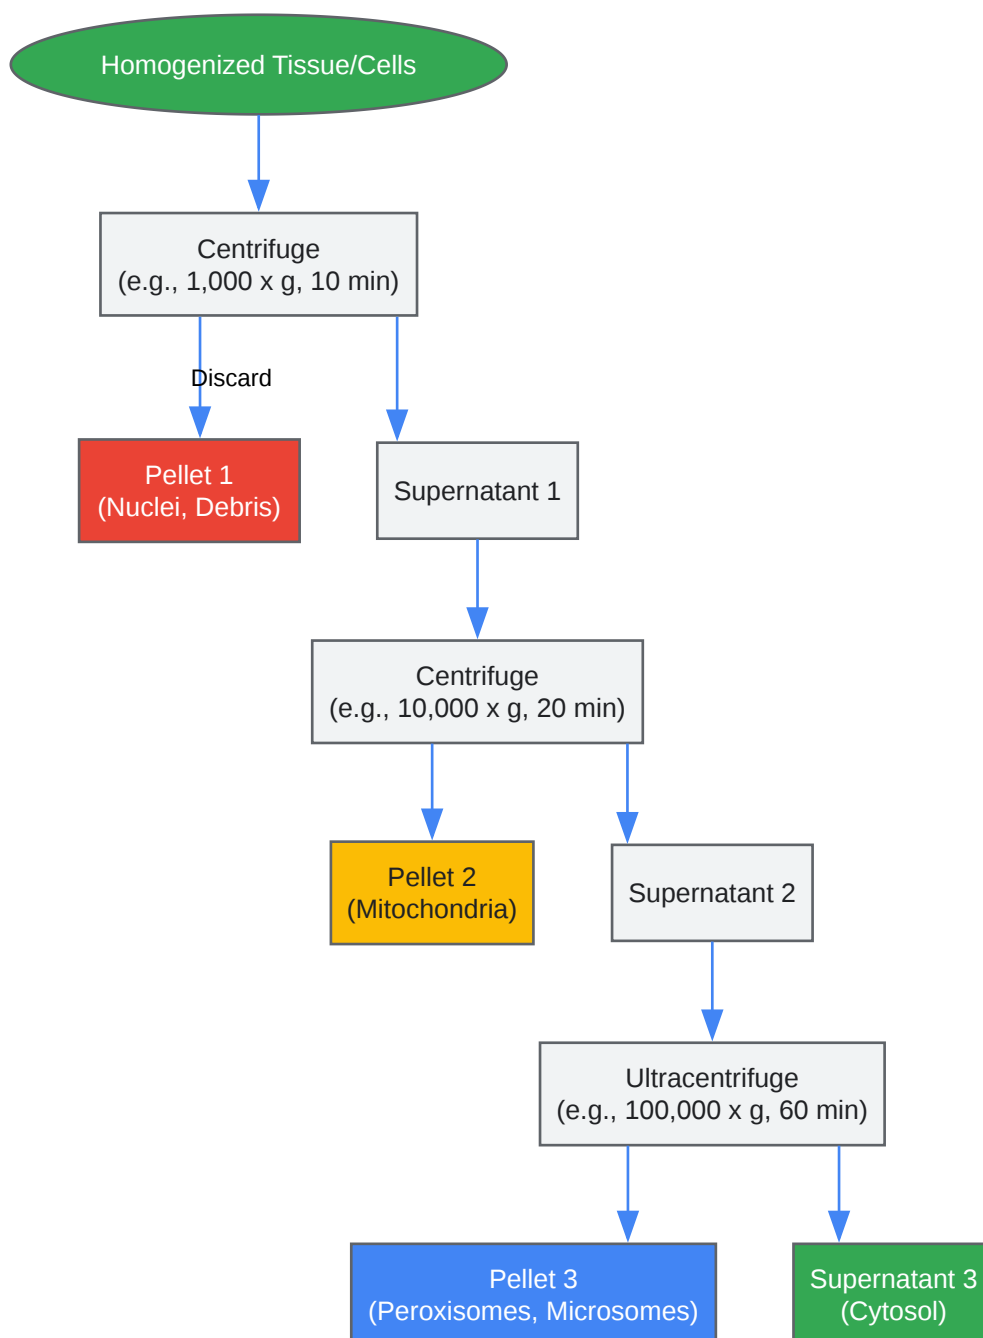 Homogenized Tissue/Cells
Centrifuge
(e.g., 1,000 x g, 10 min)
Discard
Pellet 1
(Nuclei, Debris)
Supernatant 1
Centrifuge
(e.g., 10,000 x g, 20 min)
Pellet 2
(Mitochondria)
Supernatant 2
Ultracentrifuge
(e.g., 100,000 x g, 60 min)
Pellet 3
(Peroxisomes, Microsomes)
Supernatant 3
(Cytosol)